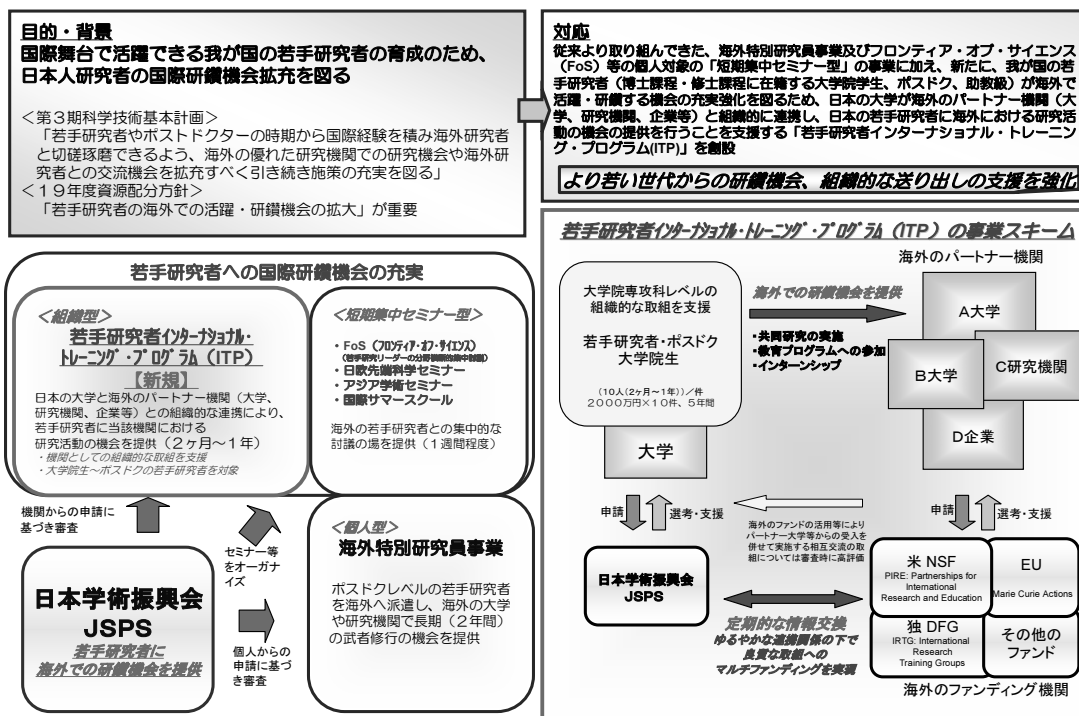 目的・背景
国際舞台で活躍できる我が国の若手研究者の育成のため、
日本人研究者の国際研鑽機会拡充を図る
＜第３期科学技術基本計画＞
「若手研究者やポストドクターの時期から国際経験を積み海外研究者
と切磋琢磨できるよう、海外の優れた研究機関での研究機会や海外研
究者との交流機会を拡充すべく引き続き施策の充実を図る」
＜１９年度資源配分方針＞
「若手研究者の海外での活躍・研鑽機会の拡大」が重要
対応
従来より取り組んできた、海外特別研究員事業及びフロンティア・オブ・サイエンス
（FoS）等の個人対象の「短期集中セミナー型」の事業に加え、新たに、我が国の若
手研究者（博士課程・修士課程に在籍する大学院学生、ポスドク、助教級）が海外で
活躍・研鑽する機会の充実強化を図るため、日本の大学が海外のパートナー機関（大
学、研究機関、企業等）と組織的に連携し、日本の若手研究者に海外における研究活
動の機会の提供を行うことを支援する「若手研究者インターナショナル・トレーニン
グ・プログラム(ITP)」を創設
より若い世代からの研鑽機会、組織的な送り出しの支援を強化
若手研究者への国際研鑽機会の充実
＜組織型＞
若手研究者インターナショナル・
トレーニング・プログラム（ITP）
【新規】
日本の大学と海外のパートナー機関（大学、
研究機関、企業等）との組織的な連携により、
若手研究者に当該機関における
研究活動の機会を提供（２ヶ月～１年）
・機関としての組織的な取組を支援
・大学院生～ポスドクの若手研究者を対象
＜短期集中セミナー型＞
・FoS（フロンティア・オブ・サイエンス）
（若手研究リーダーの分野横断的集中討議）
・日欧先端科学セミナー
・アジア学術セミナー
・国際サマースクール
海外の若手研究者との集中的な
討議の場を提供（１週間程度）
機関からの申請に
基づき審査
セミナー等
をオーガナ
イズ
日本学術振興会
JSPS
若手研究者に
海外での研鑽機会を提供
個人からの
申請に基づ
き審査
＜個人型＞
海外特別研究員事業
ポスドクレベルの若手研究者
を海外へ派遣し、海外の大学
や研究機関で長期（２年間）
の武者修行の機会を提供
若手研究者インターナショナル・トレーニング・プログラム（ITP）の事業スキーム
海外のパートナー機関
大学院専攻科レベルの
組織的な取組を支援
若手研究者・ポスドク
大学院生
（10人（2ヶ月～1年））／件
２０００万円×１０件、５年間
大学
海外での研鑽機会を提供
・共同研究の実施
・教育プログラムへの参加
・インターンシップ
A大学
B大学
C研究機関
D企業
申請
選考・支援
海外のファンドの活用等により
パートナー大学等からの受入を
併せて実施する相互交流の取
組については審査時に高評価
申請
選考・支援
日本学術振興会
JSPS
定期的な情報交換
ゆるやかな連携関係の下で
良質な取組への
マルチファンディングを実現
米 NSF
PIRE: Partnerships for
International
Research and Education
EU
Marie Curie Actions
独 DFG
IRTG: International
Research
Training Groups
その他の
ファンド
海外のファンディング機関